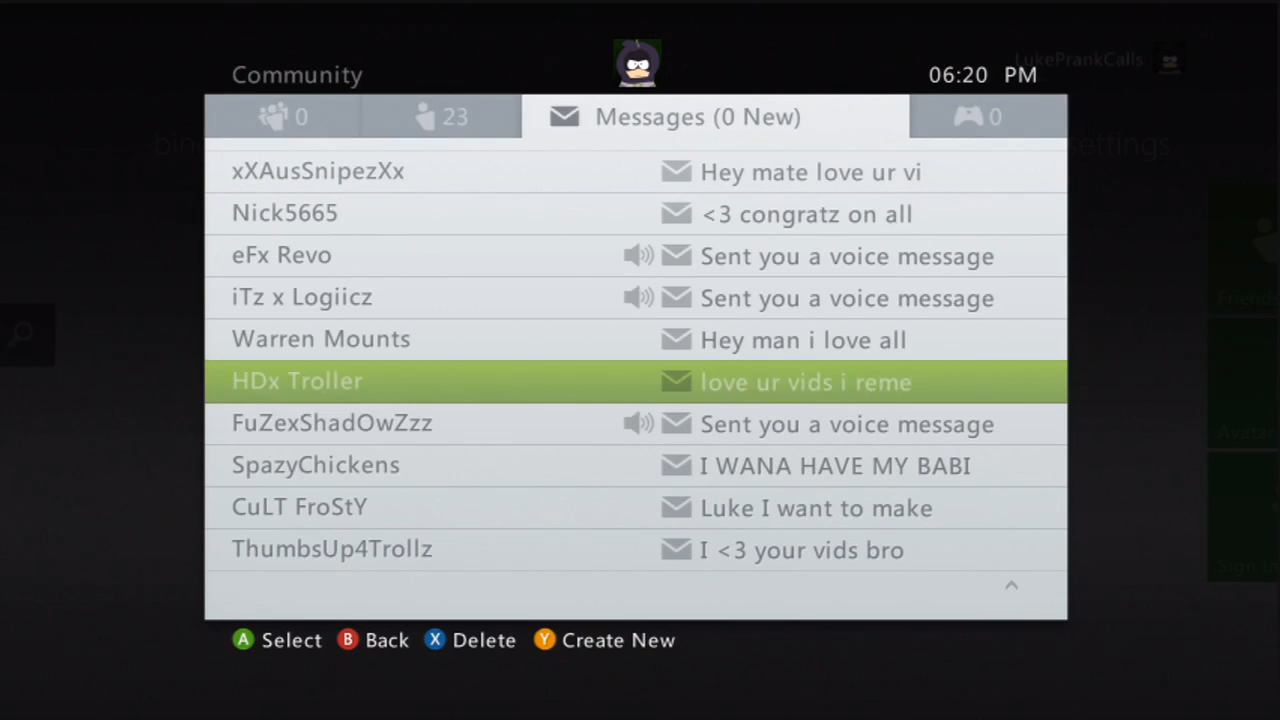 LukePrankCalls
Community
06:20 PM
0
23
Messages (0 New)
0
settings
xXAusSnipezXx Hey mate love ur vi
Nick5665 <3 congratz on all
eFx Revo Sent you a voice message
iTz x Logiicz Sent you a voice message
Warren Mounts Hey man i love all
HDx Troller love ur vids i reme
FuZexShadOwZzz Sent you a voice message
SpazyChickens I WANA HAVE MY BABI
CuLT FroStY Luke I want to make
ThumbsUp4Trollz I <3 your vids bro
A Select B Back X Delete Y Create New